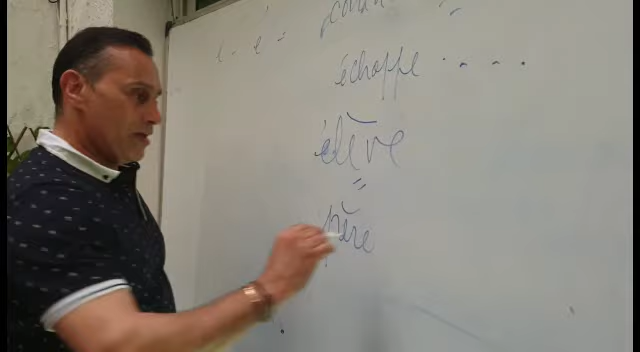 e - é =
échappe . . . . .
élève
=
père